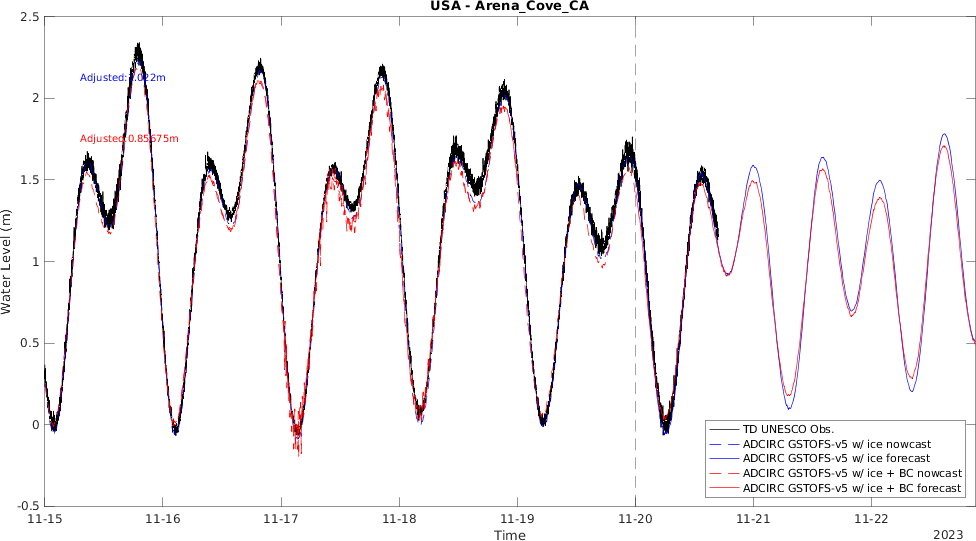 USA - Arena_Cove_CA
2.5
2
1.5
1
0.5
0
-0.5
Water Level (m)
Adjusted: .022m
Adjusted:0.85675m
TD UNESCO Obs.
ADCIRC GSTOFS-v5 w/ ice nowcast
ADCIRC GSTOFS-v5 w/ ice forecast
ADCIRC GSTOFS-v5 w/ ice + BC nowcast
ADCIRC GSTOFS-v5 w/ ice + BC forecast
11-15 11-16 11-17 11-18 11-19 11-20 11-21 11-22
Time
2023